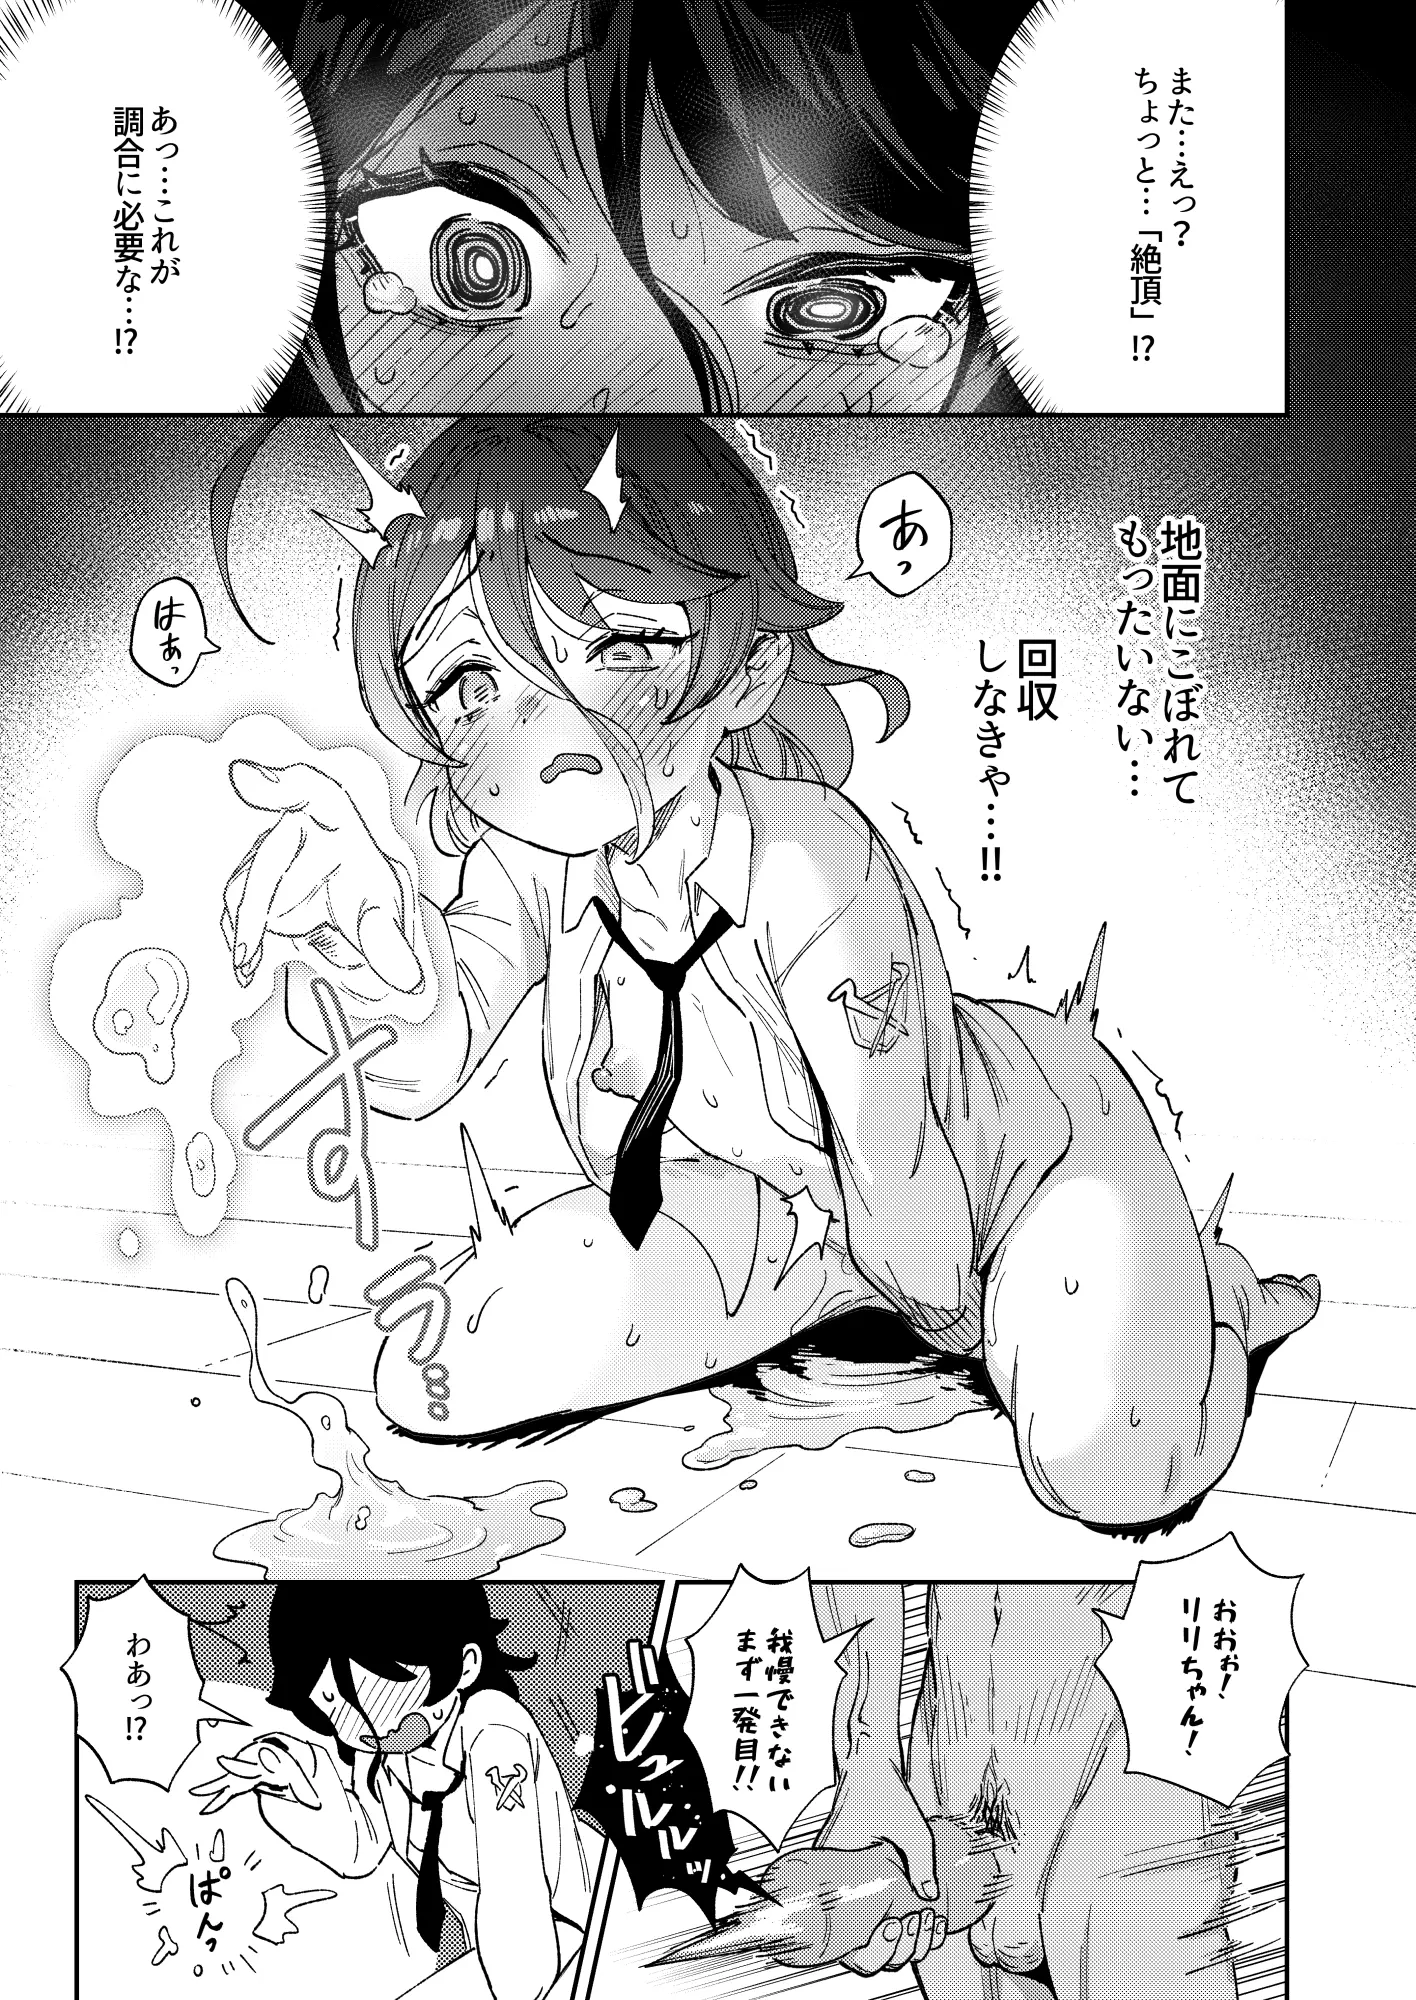 また…えっ？
ちょっと…「絶頂」⁉
あっ…これが
調合に必要な…⁉
地面にこぼれて
もったいない…
回収
しなきゃ…‼
あっ
はぁっ
おおぉ！
リリちゃん！
我慢できない
まず一発目‼
ビュルルルッ
わあっ⁉
ぱんっ